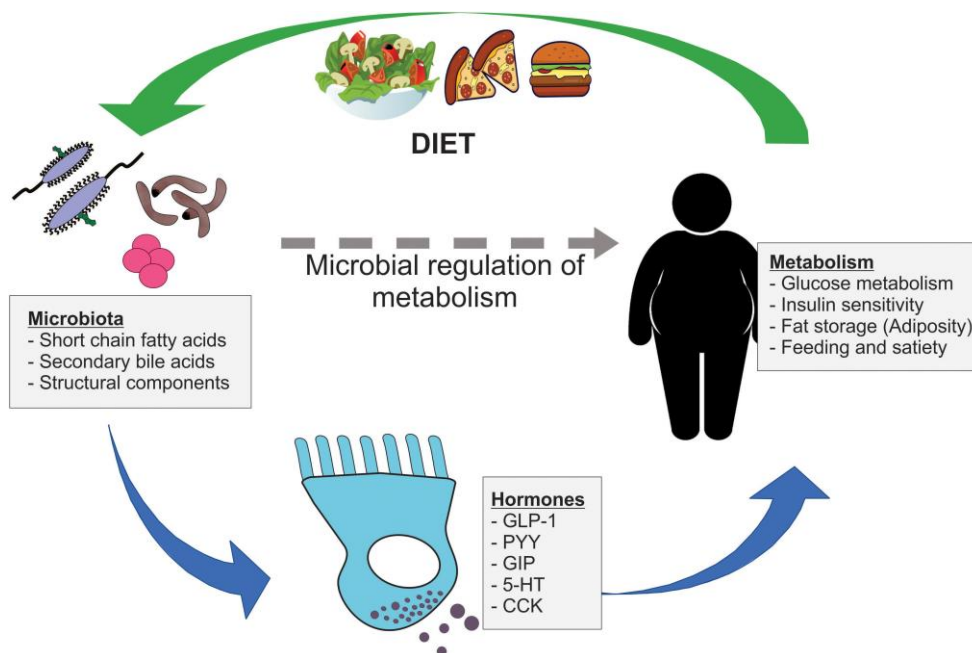 DIET
Microbial regulation of
metabolism
Microbiota
- Short chain fatty acids
- Secondary bile acids
- Structural components
Metabolism
- Glucose metabolism
- Insulin sensitivity
- Fat storage (Adiposity)
- Feeding and satiety
Hormones
- GLP-1
- PYY
- GIP
- 5-HT
- CCK